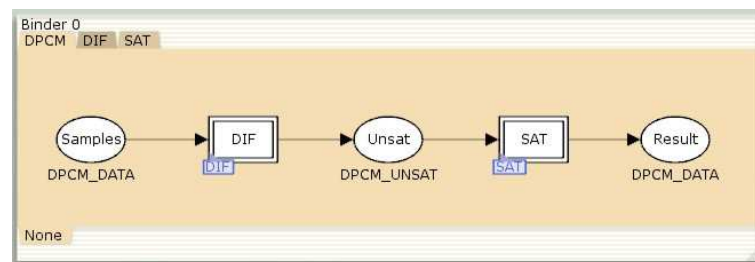 Binder 0
DPCM DIF SAT
Samples DIF Unsat SAT Result
DPCM_DATA DIF DPCM_UNSAT SAT DPCM_DATA
None